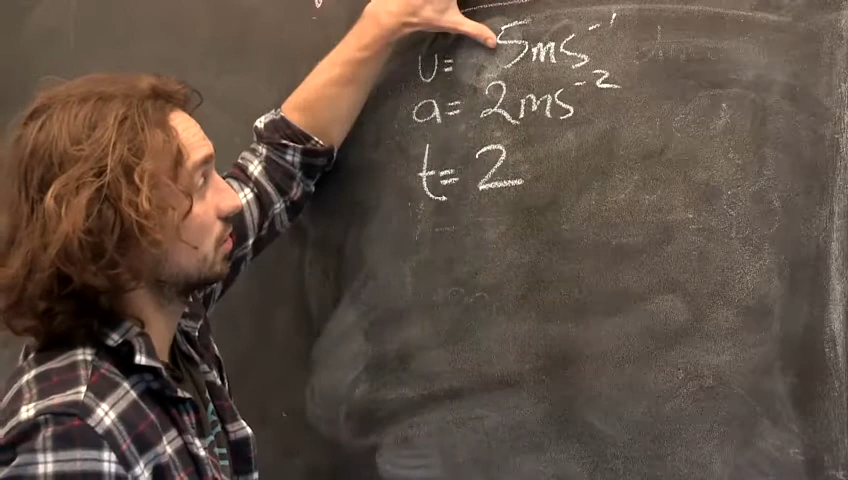 u= 5ms⁻¹
a= 2ms⁻²
t= 2